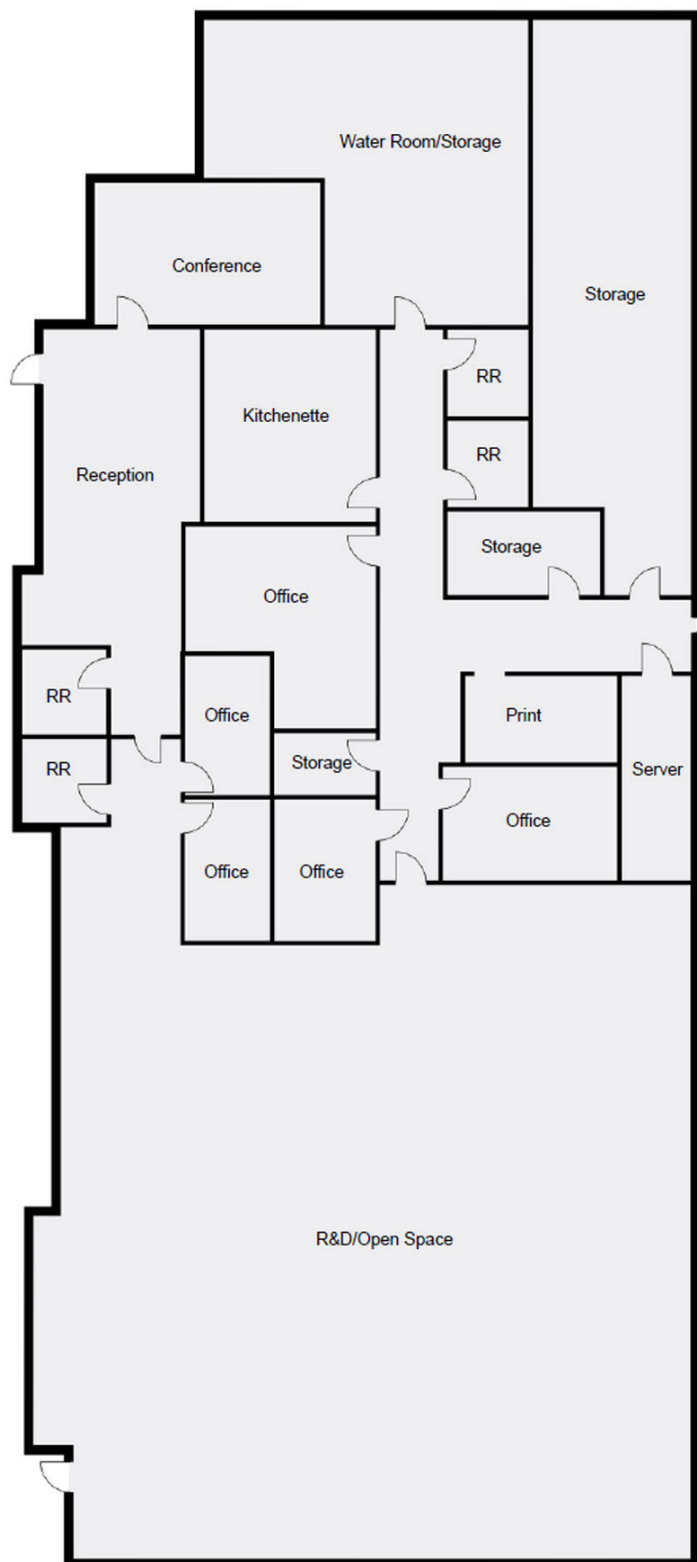 Water Room/Storage
Conference
Storage
RR
Kitchenette
RR
Reception
Storage
Office
RR
Office
Print
Storage
RR
Server
Office
Office
Office
R&D/Open Space